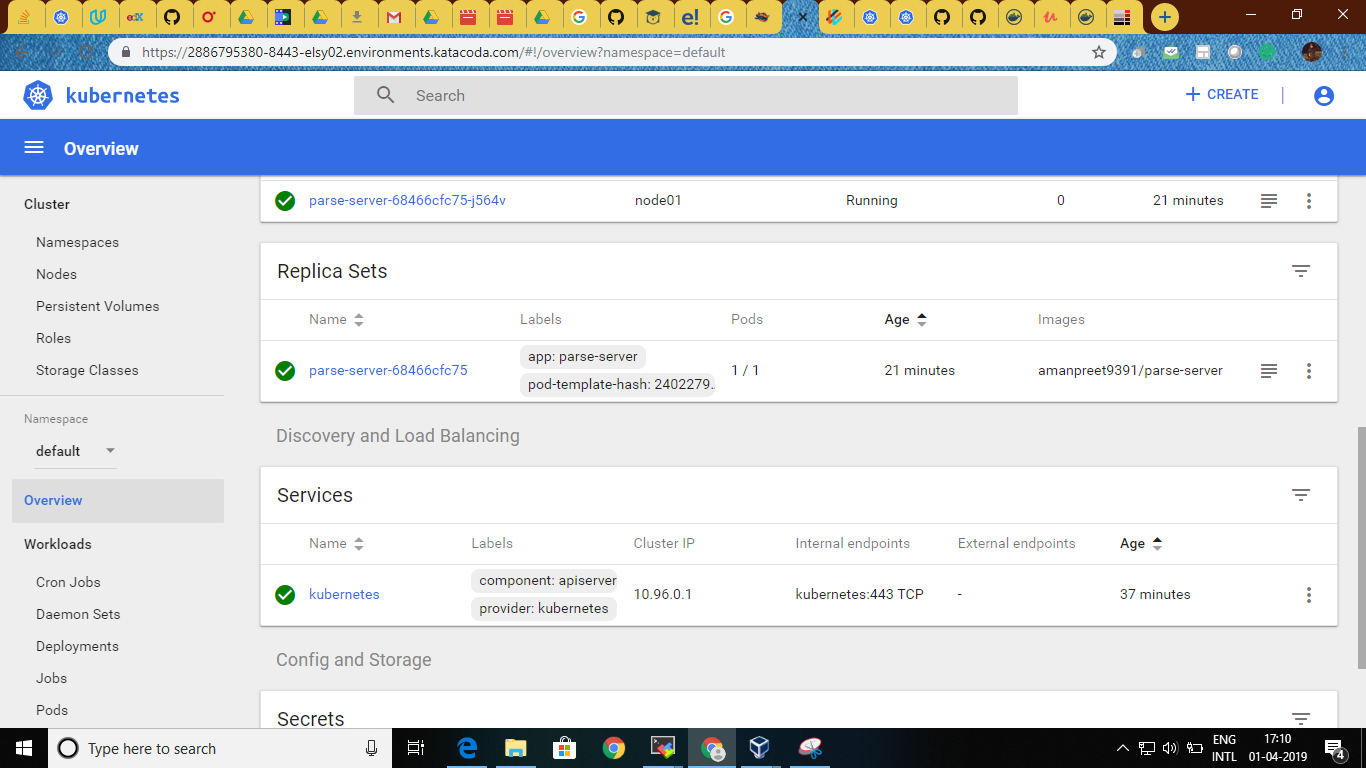 edX
e!
https://2886795380-8443-elsy02.environments.katacoda.com/#!/overview?namespace=default
kubernetes
Search
CREATE
Overview
Cluster
Namespaces
Nodes
Persistent Volumes
Roles
Storage Classes
Namespace
default
Overview
Workloads
Cron Jobs
Daemon Sets
Deployments
Jobs
Pods
parse-server-68466cfc75-j564v node01 Running 0 21 minutes
Replica Sets
Name Labels Pods Age Images
parse-server-68466cfc75 app: parse-server 1 / 1 21 minutes amanpreet9391/parse-server
pod-template-hash: 2402279..
Discovery and Load Balancing
Services
Name Labels Cluster IP Internal endpoints External endpoints Age
kubernetes component: apiserver 10.96.0.1 kubernetes:443 TCP - 37 minutes
provider: kubernetes
Config and Storage
Secrets
Type here to search
ENG
INTL
17:10
01-04-2019
4